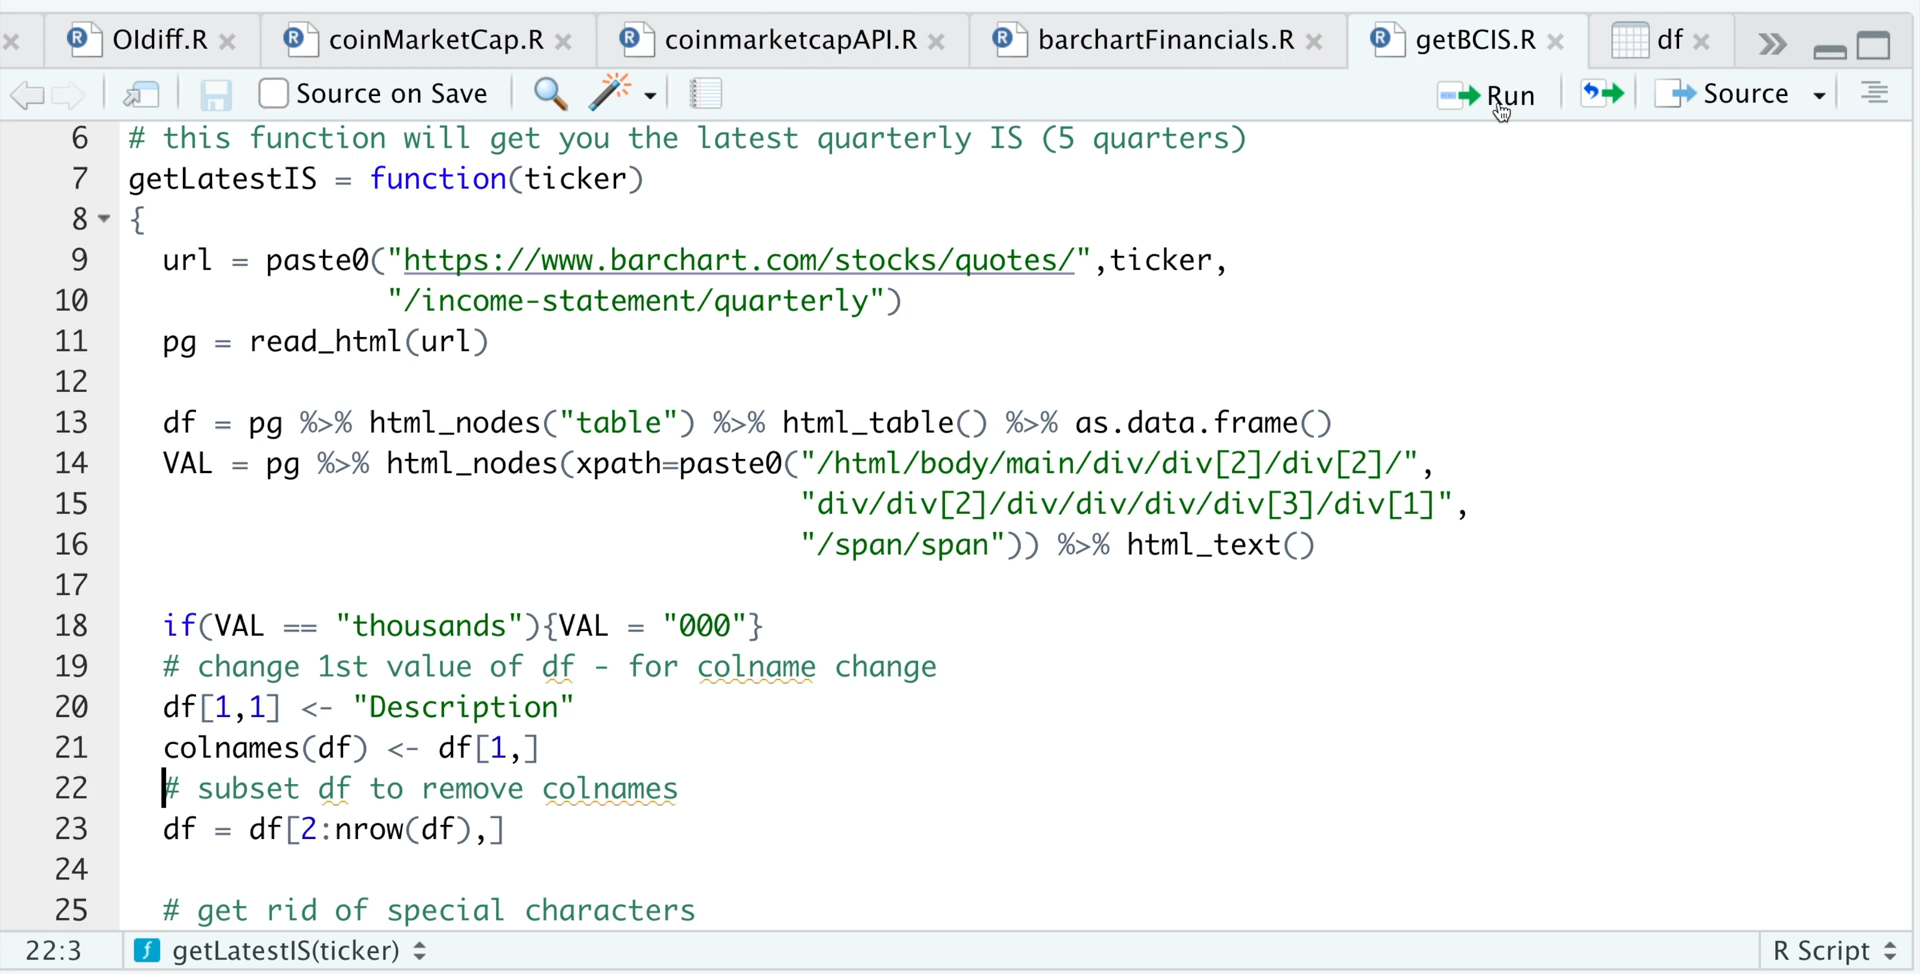 Oldiff.R coinMarketCap.R coinmarketcapAPI.R barchartFinancials.R getBCIS.R df
Source on Save Run Source
6 # this function will get you the latest quarterly IS (5 quarters)
7 getLatestIS = function(ticker)
8 {
9 url = paste0("https://www.barchart.com/stocks/quotes/",ticker,
10 "/income-statement/quarterly")
11 pg = read_html(url)
12
13 df = pg %>% html_nodes("table") %>% html_table() %>% as.data.frame()
14 VAL = pg %>% html_nodes(xpath=paste0("/html/body/main/div/div[2]/div[2]/",
15 "div/div[2]/div/div/div/div[3]/div[1]",
16 "/span/span")) %>% html_text()
17
18 if(VAL == "thousands"){VAL = "000"}
19 # change 1st value of df - for colname change
20 df[1,1] <- "Description"
21 colnames(df) <- df[1,]
22 # subset df to remove colnames
23 df = df[2:nrow(df),]
24
25 # get rid of special characters
22:3 getLatestIS(ticker) R Script